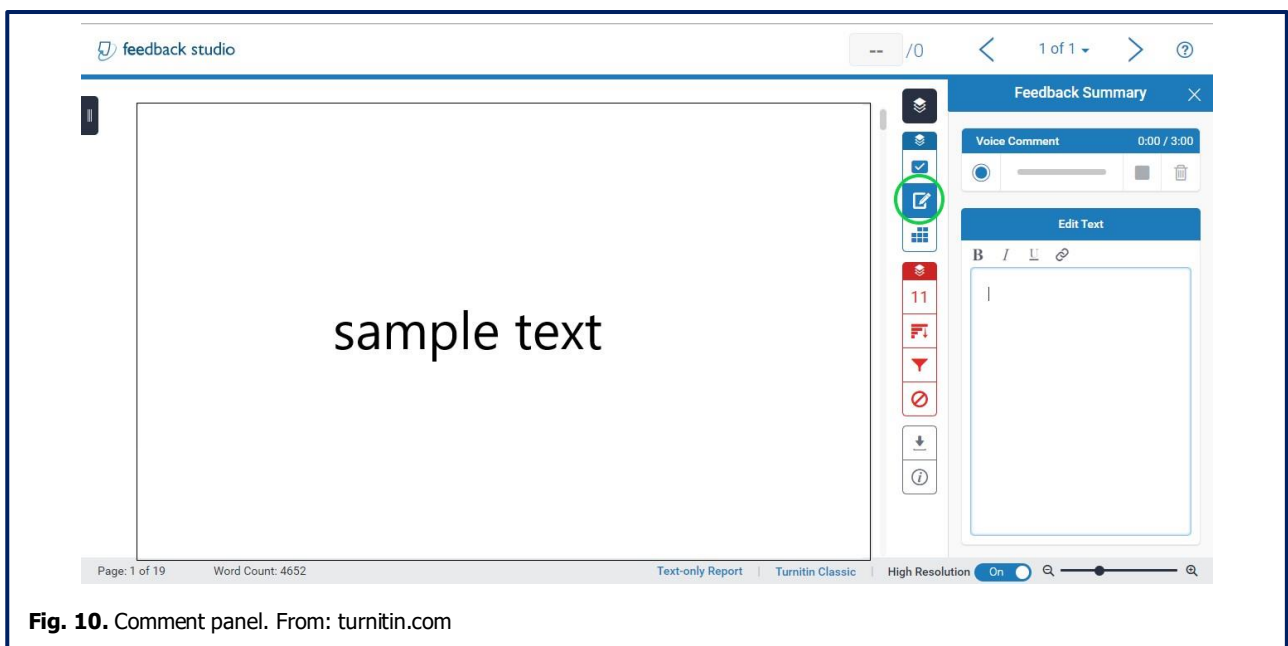 feedback studio
-- /0
1 of 1
Feedback Summary
Voice Comment 0:00 / 3:00
Edit Text
B I U
11
sample text
Page: 1 of 19 Word Count: 4652 Text-only Report | Turnitin Classic | High Resolution On
Fig. 10. Comment panel. From: turnitin.com